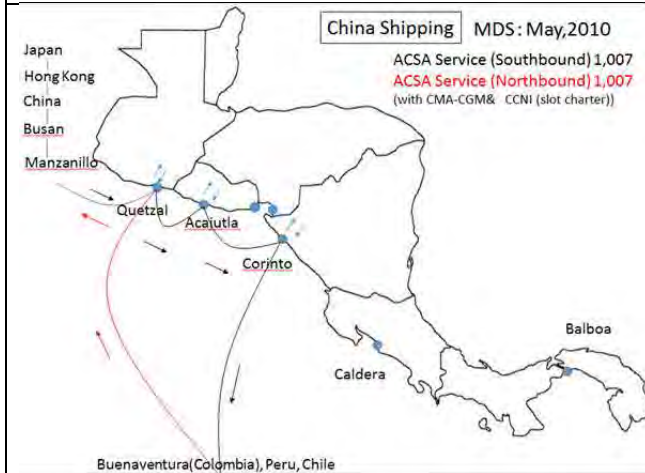 China Shipping MDS: May,2010
ACSA Service (Southbound) 1,007
ACSA Service (Northbound) 1,007
(with CMA-CGM& CCNI (slot charter))
Japan
Hong Kong
China
Busan
Manzanillo
Quetzal
Acajutla
Corinto
Caldera
Balboa
Buenaventura(Colombia), Peru, Chile